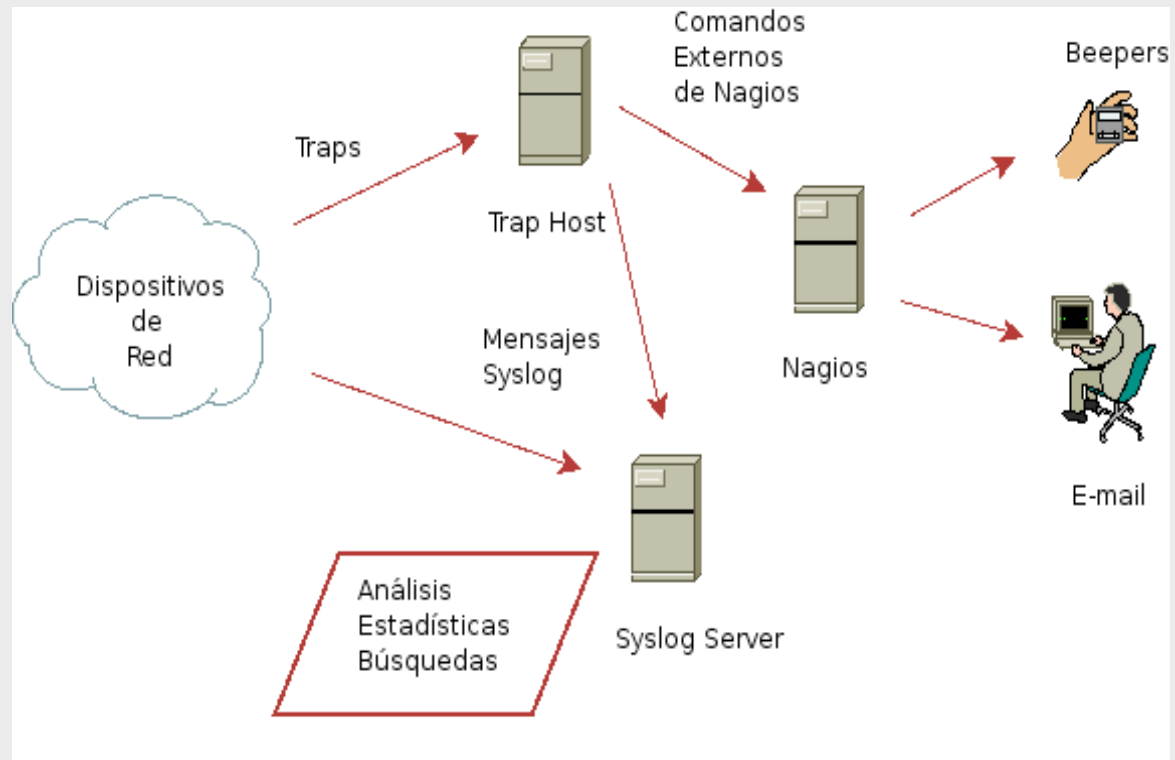 Comandos
Externos
de Nagios
Beepers
Traps
Trap Host
Dispositivos
de
Red
Mensajes
Syslog
Nagios
E-mail
Análisis
Estadísticas
Búsquedas
Syslog Server